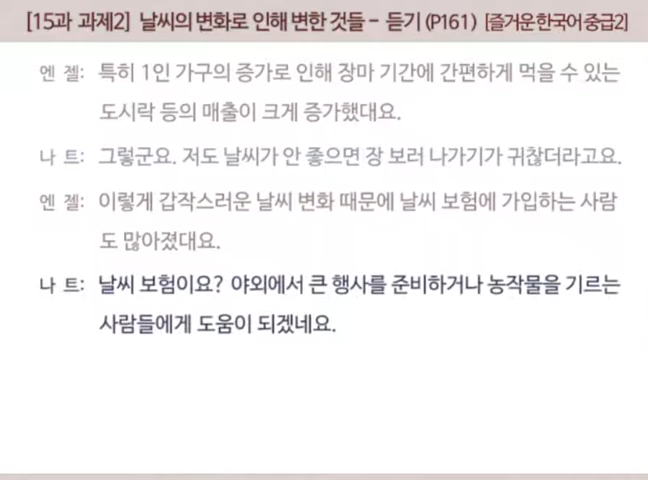 [15과 과제2] 날씨의 변화로 인해 변한 것들 - 듣기 (P161) [즐거운 한국어 중급2]
엔 젤: 특히 1인 가구의 증가로 인해 장마 기간에 간편하게 먹을 수 있는
도시락 등의 매출이 크게 증가했대요.
나 트: 그렇군요. 저도 날씨가 안 좋으면 장 보러 나가기가 귀찮더라고요.
엔 젤: 이렇게 갑작스러운 날씨 변화 때문에 날씨 보험에 가입하는 사람
도 많아졌대요.
나 트: 날씨 보험이요? 야외에서 큰 행사를 준비하거나 농작물을 기르는
사람들에게 도움이 되겠네요.